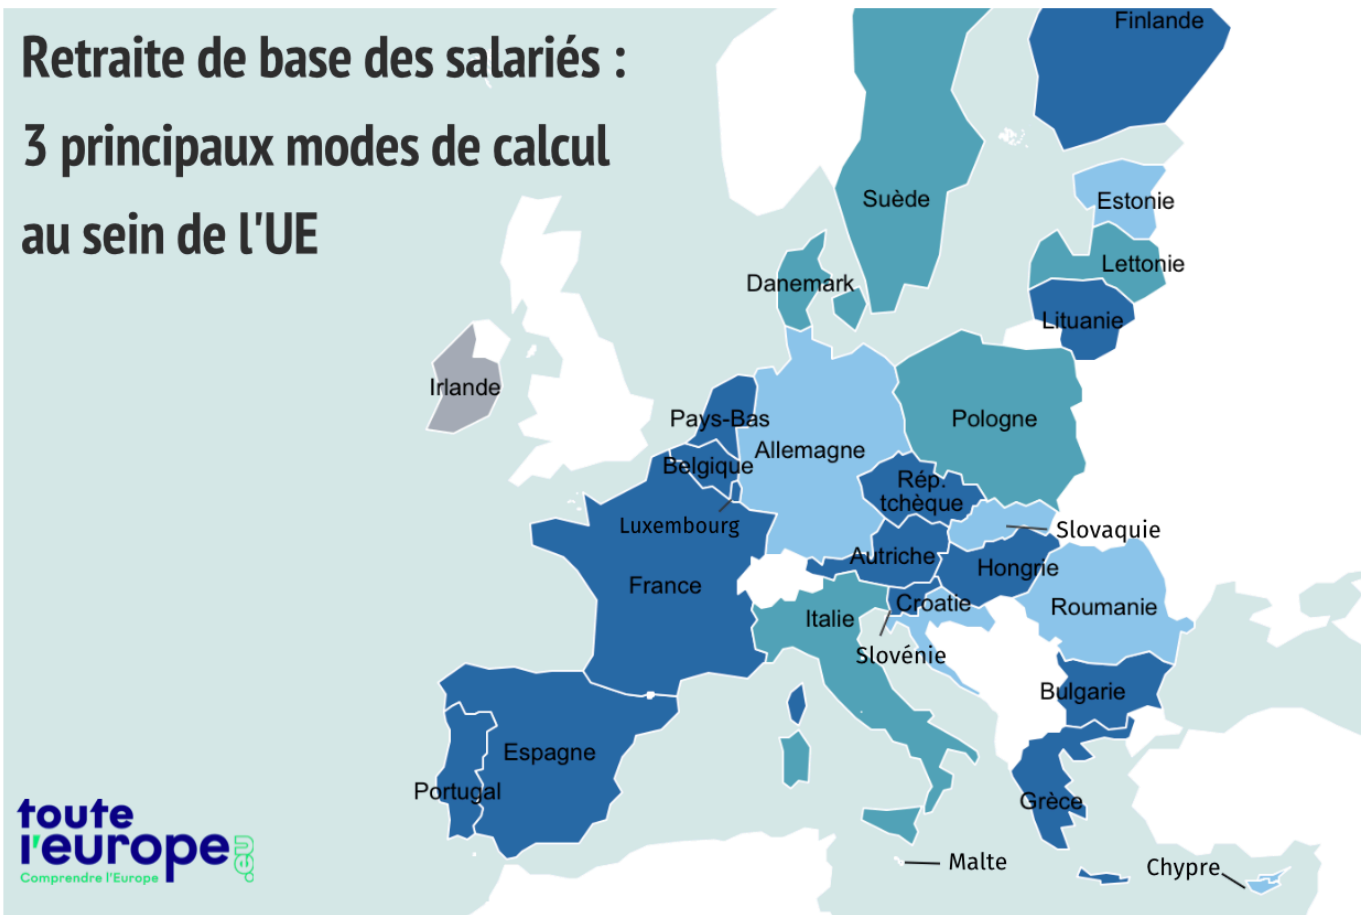 Retraite de base des salariés :
3 principaux modes de calcul
au sein de l'UE
Finlande
Suède
Estonie
Lettonie
Danemark
Lituanie
Irlande
Pays-Bas
Pologne
Allemagne
Belgique
Rép.
tchèque
Luxembourg
Slovaquie
Autriche
Hongrie
France
Croatie
Roumanie
Italie
Slovénie
Bulgarie
Espagne
Portugal
Grèce
Malte
Chypre
toute
l'europe.eu
Comprendre l'Europe